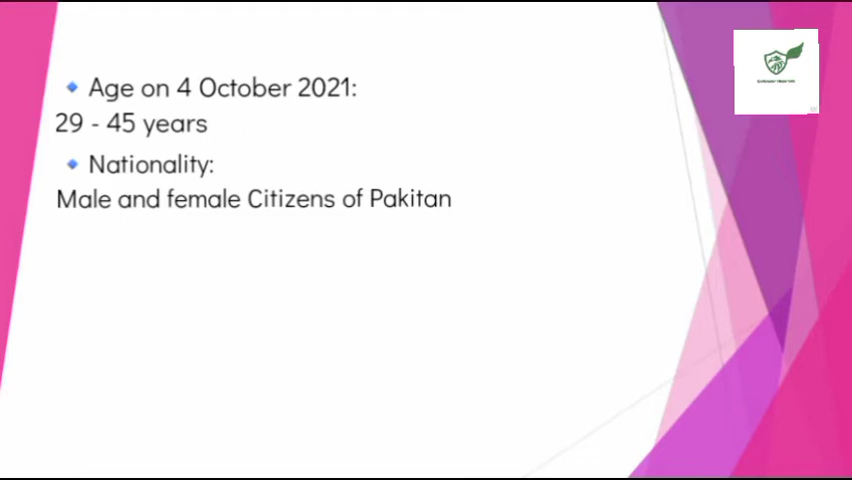 Age on 4 October 2021:
29 - 45 years
Nationality:
Male and female Citizens of Pakitan